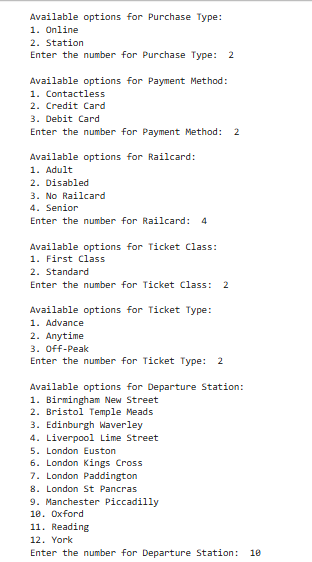 Available options for Purchase Type:
1. Online
2. Station
Enter the number for Purchase Type:  2
Available options for Payment Method:
1. Contactless
2. Credit Card
3. Debit Card
Enter the number for Payment Method:  2
Available options for Railcard:
1. Adult
2. Disabled
3. No Railcard
4. Senior
Enter the number for Railcard:  4
Available options for Ticket Class:
1. First Class
2. Standard
Enter the number for Ticket Class:  2
Available options for Ticket Type:
1. Advance
2. Anytime
3. Off-Peak
Enter the number for Ticket Type:  2
Available options for Departure Station:
1. Birmingham New Street
2. Bristol Temple Meads
3. Edinburgh Waverley
4. Liverpool Lime Street
5. London Euston
6. London Kings Cross
7. London Paddington
8. London St Pancras
9. Manchester Piccadilly
10. Oxford
11. Reading
12. York
Enter the number for Departure Station:  10